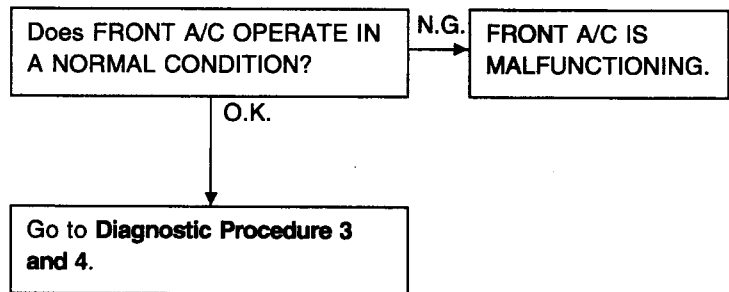 Does FRONT A/C OPERATE IN
A NORMAL CONDITION?
N.G.
FRONT A/C IS
MALFUNCTIONING.
O.K.
Go to Diagnostic Procedure 3
and 4.